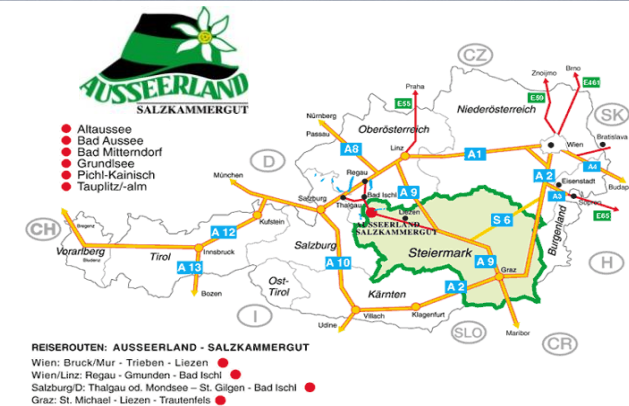 AUSSEERLAND
SALZKAMMERGUT
Altaussee
Bad Aussee
Bad Mitterndorf
Grundlsee
Pichl-Kainisch
Tauplitz/-alm
CZ
Praha
E55
Znojmo
E59
Brno
E461
SK
Niederösterreich
Oberösterreich
Nürnberg
Passau
A8
Linz
A1
Wien
Bratislava
A4
Budap
D
München
Regau
Salzburg
Thalgau
Bad Ischl
A 9
A 2
Eisenstadt
A3
Sopron
E65
CH
Bregenz
Vorarlberg
Tirol
A 12
Kufstein
Innsbruck
A 13
Bozen
Salzburg
A 10
Liezen
AUSSEERLAND
SALZKAMMERGUT
S 6
Steiermark
A 9
Graz
Burgenland
H
Ost-
Tirol
Kärnten
A 2
I
Udine
Villach
Klagenfurt
SLO
Maribor
CR
REISEROUTEN: AUSSEERLAND - SALZKAMMERGUT
Wien: Bruck/Mur - Trieben - Liezen
Wien/Linz: Regau - Gmunden - Bad Ischl
Salzburg/D: Thalgau od. Mondsee – St. Gilgen - Bad Ischl
Graz: St. Michael - Liezen - Trautenfels